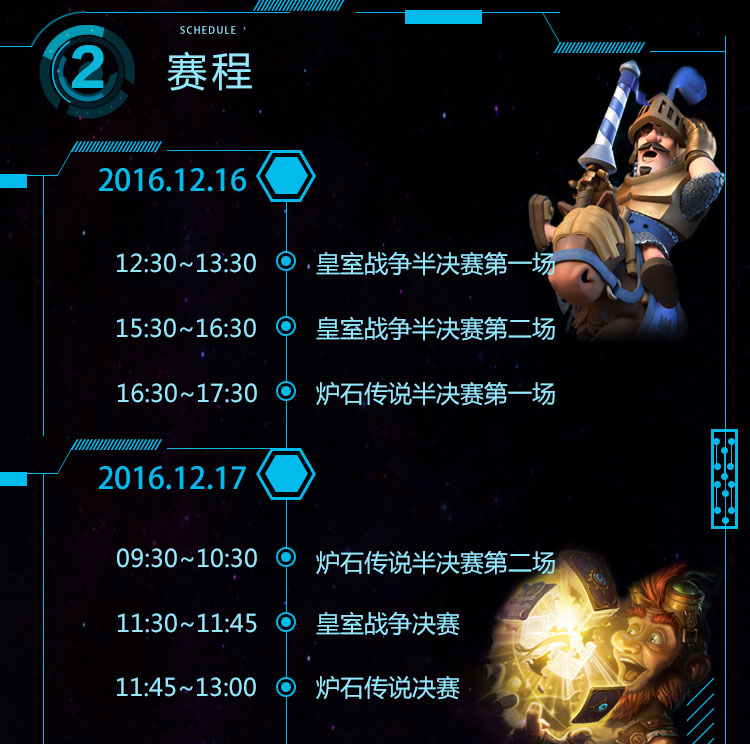 SCHEDULE
2
赛程
2016.12.16
12:30~13:30 皇室战争半决赛第一场
15:30~16:30 皇室战争半决赛第二场
16:30~17:30 炉石传说半决赛第一场
2016.12.17
09:30~10:30 炉石传说半决赛第二场
11:30~11:45 皇室战争决赛
11:45~13:00 炉石传说决赛